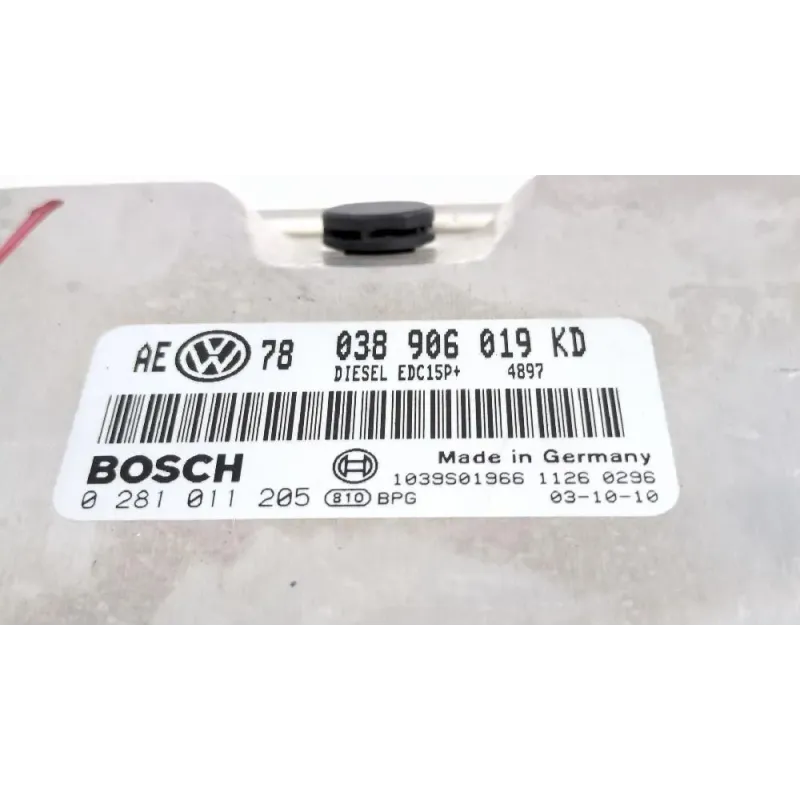 AE VW 78 038 906 019 KD
DIESEL EDC15P+ 4897
BOSCH Made in Germany
0 281 011 205 810 BPG 1039S01966 1126 0296
03-10-10